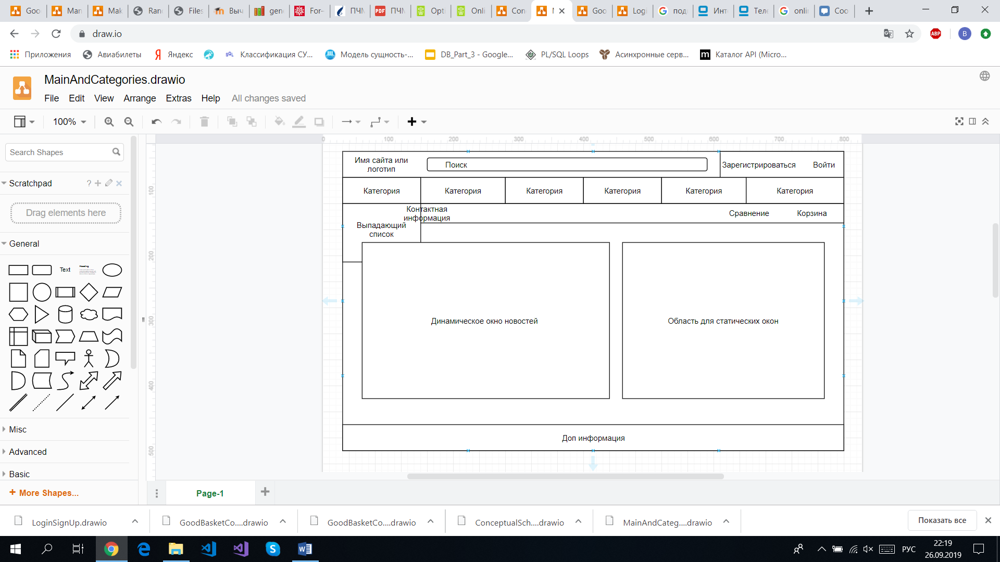 Goo
Man
Mak
Ran
Files
Выч
gen
For-
ПЧМ
ПЧМ
Opti
Onli
Con
Goo
Logi
под
Инт
Теле
onlin
Соо
draw.io
Приложения
Авиабилеты
Яндекс
Классификация СУ...
Модель сущность-...
DB_Part_3 - Google...
PL/SQL Loops
Асинхронные серв...
Каталог API (Micro...
MainAndCategories.drawio
File Edit View Arrange Extras Help All changes saved
100%
Search Shapes
Scratchpad
Drag elements here
General
Text
Heading
Misc
Advanced
Basic
+ More Shapes...
0 100 200 300 400 500 600 700 800
100
200
300
400
500
Имя сайта или
логотип
Поиск
Зарегистрироваться
Войти
Категория Категория Категория Категория Категория Категория
Контактная
информация
Сравнение
Корзина
Выпадающий
список
Динамическое окно новостей
Область для статических окон
Доп информация
Page-1
LoginSignUp.drawio
GoodBasketCo....drawio
GoodBasketCo....drawio
ConceptualSch....drawio
MainAndCateg....drawio
Показать все
РУС
22:19
26.09.2019